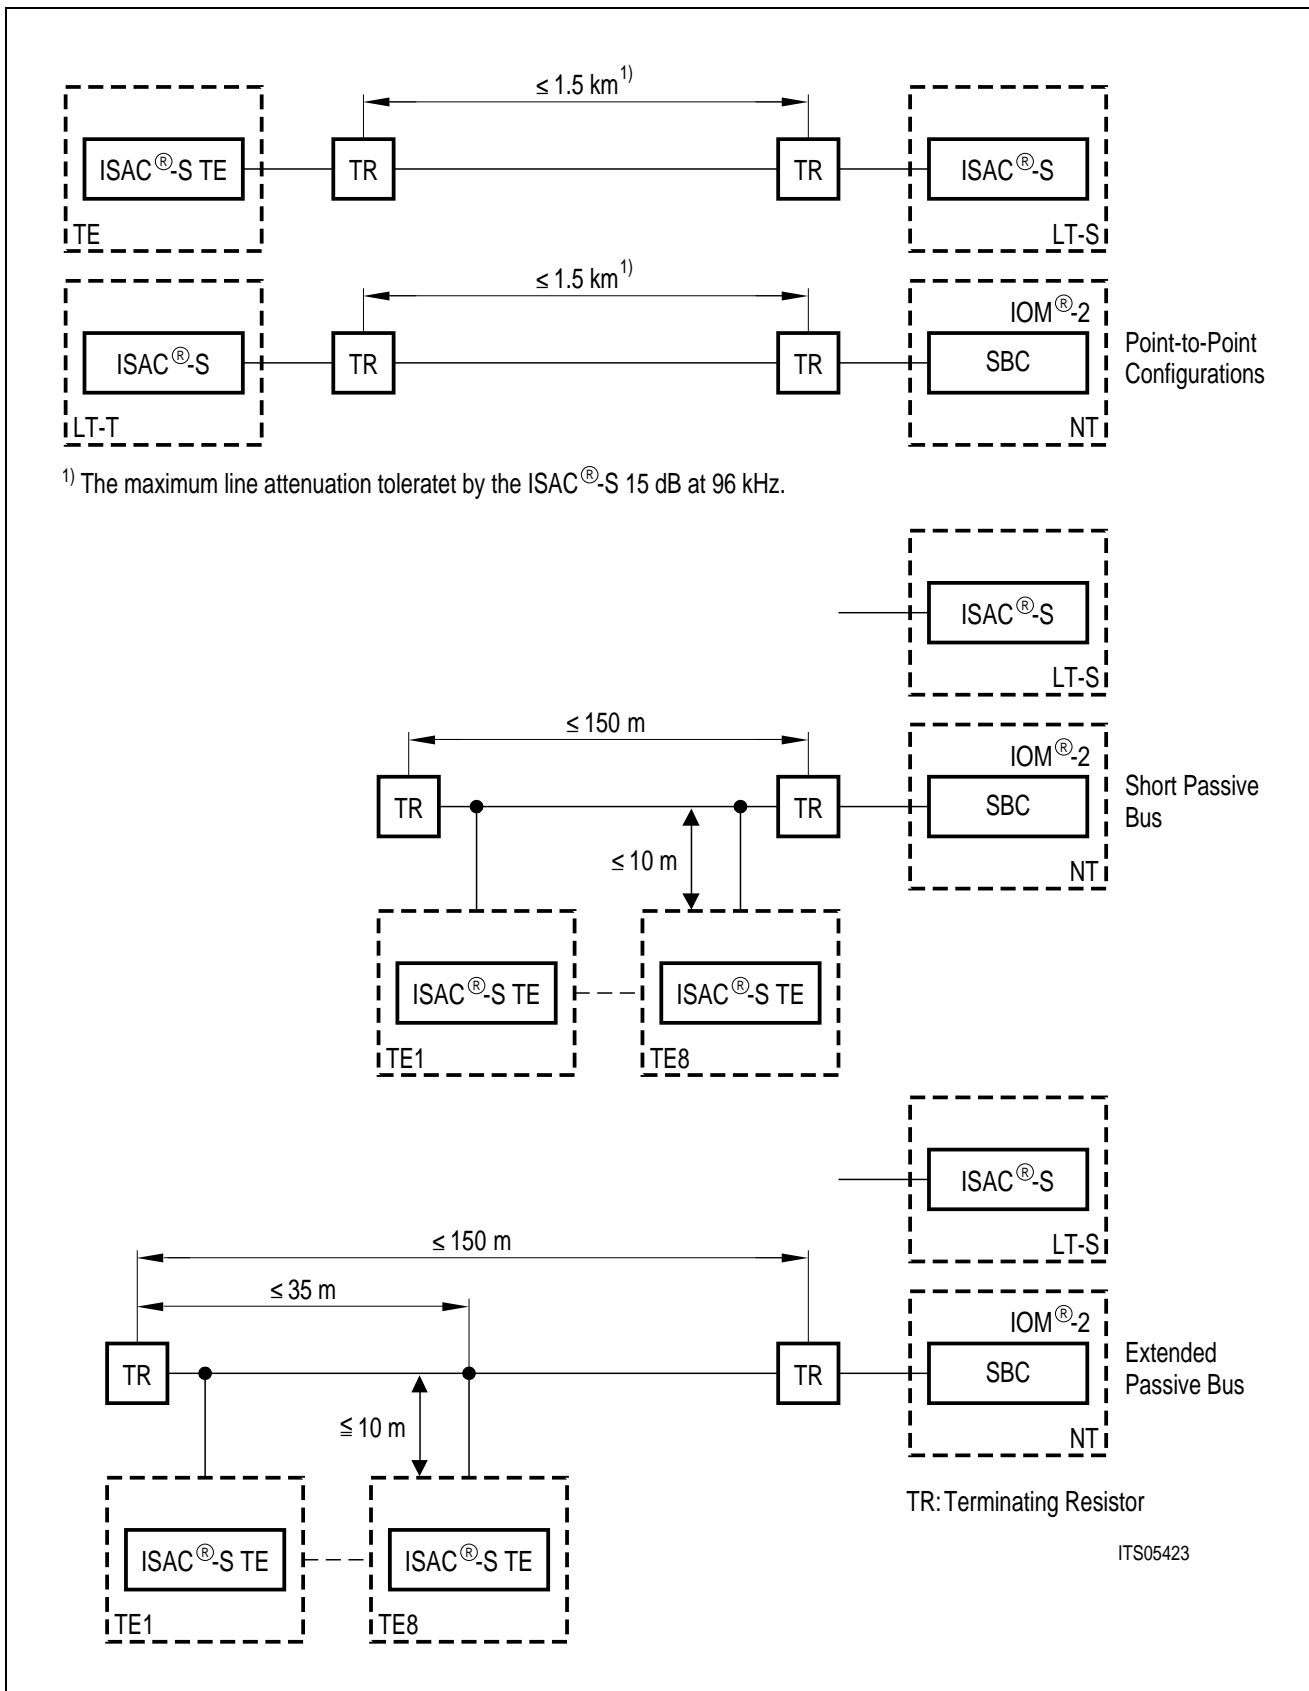 ≤ 1.5 km1)
ISAC®-S TE
TR
TR
ISAC®-S
TE
LT-S
≤ 1.5 km1)
IOM®-2
ISAC®-S
TR
TR
SBC
Point-to-Point
Configurations
LT-T
NT
1) The maximum line attenuation toleratet by the ISAC®-S 15 dB at 96 kHz.
ISAC®-S
LT-S
≤ 150 m
IOM®-2
TR
TR
SBC
Short Passive
Bus
≤ 10 m
NT
ISAC®-S TE
ISAC®-S TE
TE1
TE8
ISAC®-S
LT-S
≤ 150 m
≤ 35 m
IOM®-2
TR
TR
SBC
Extended
Passive Bus
≦ 10 m
NT
TR: Terminating Resistor
ISAC®-S TE
ISAC®-S TE
ITS05423
TE1
TE8